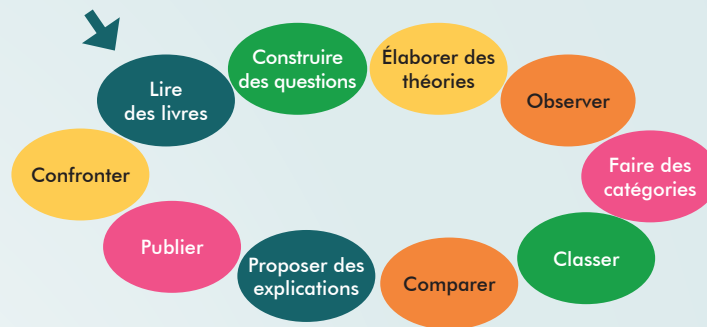 Lire
des livres
Construire
des questions
Élaborer des
théories
Observer
Faire des
catégories
Classer
Comparer
Proposer des
explications
Publier
Confronter